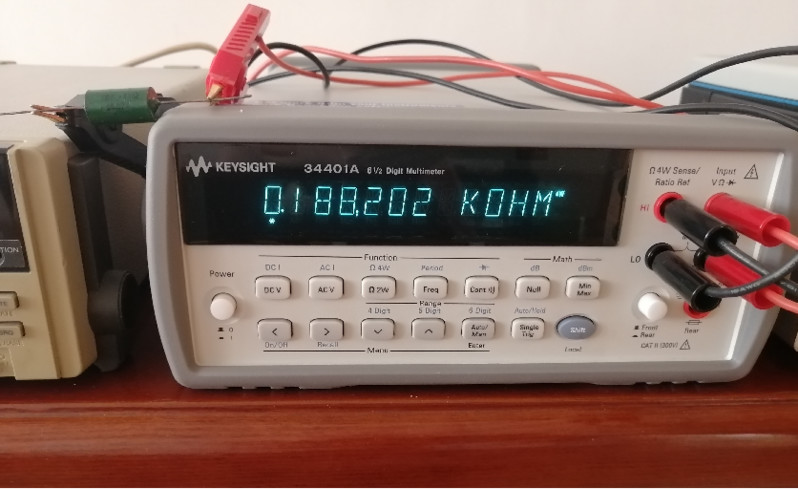 KEYSIGHT 34401A 6½ Digit Multimeter
0.188,202 KOHM
4W
*
Ω 4W Sense/ Ratio Ref
Input VΩ
HI
LO
Power
Function
Math
DC I AC I Ω 4W Period dB dBm
DC V AC V Ω 2W Freq Cont Null Min Max
Range
4 Digit 5 Digit 6 Digit Auto/Hold
< > Auto/ Man Single Trig
On/Off Recall Enter
Menu
Front
Rear
Rear
CAT II (300V)